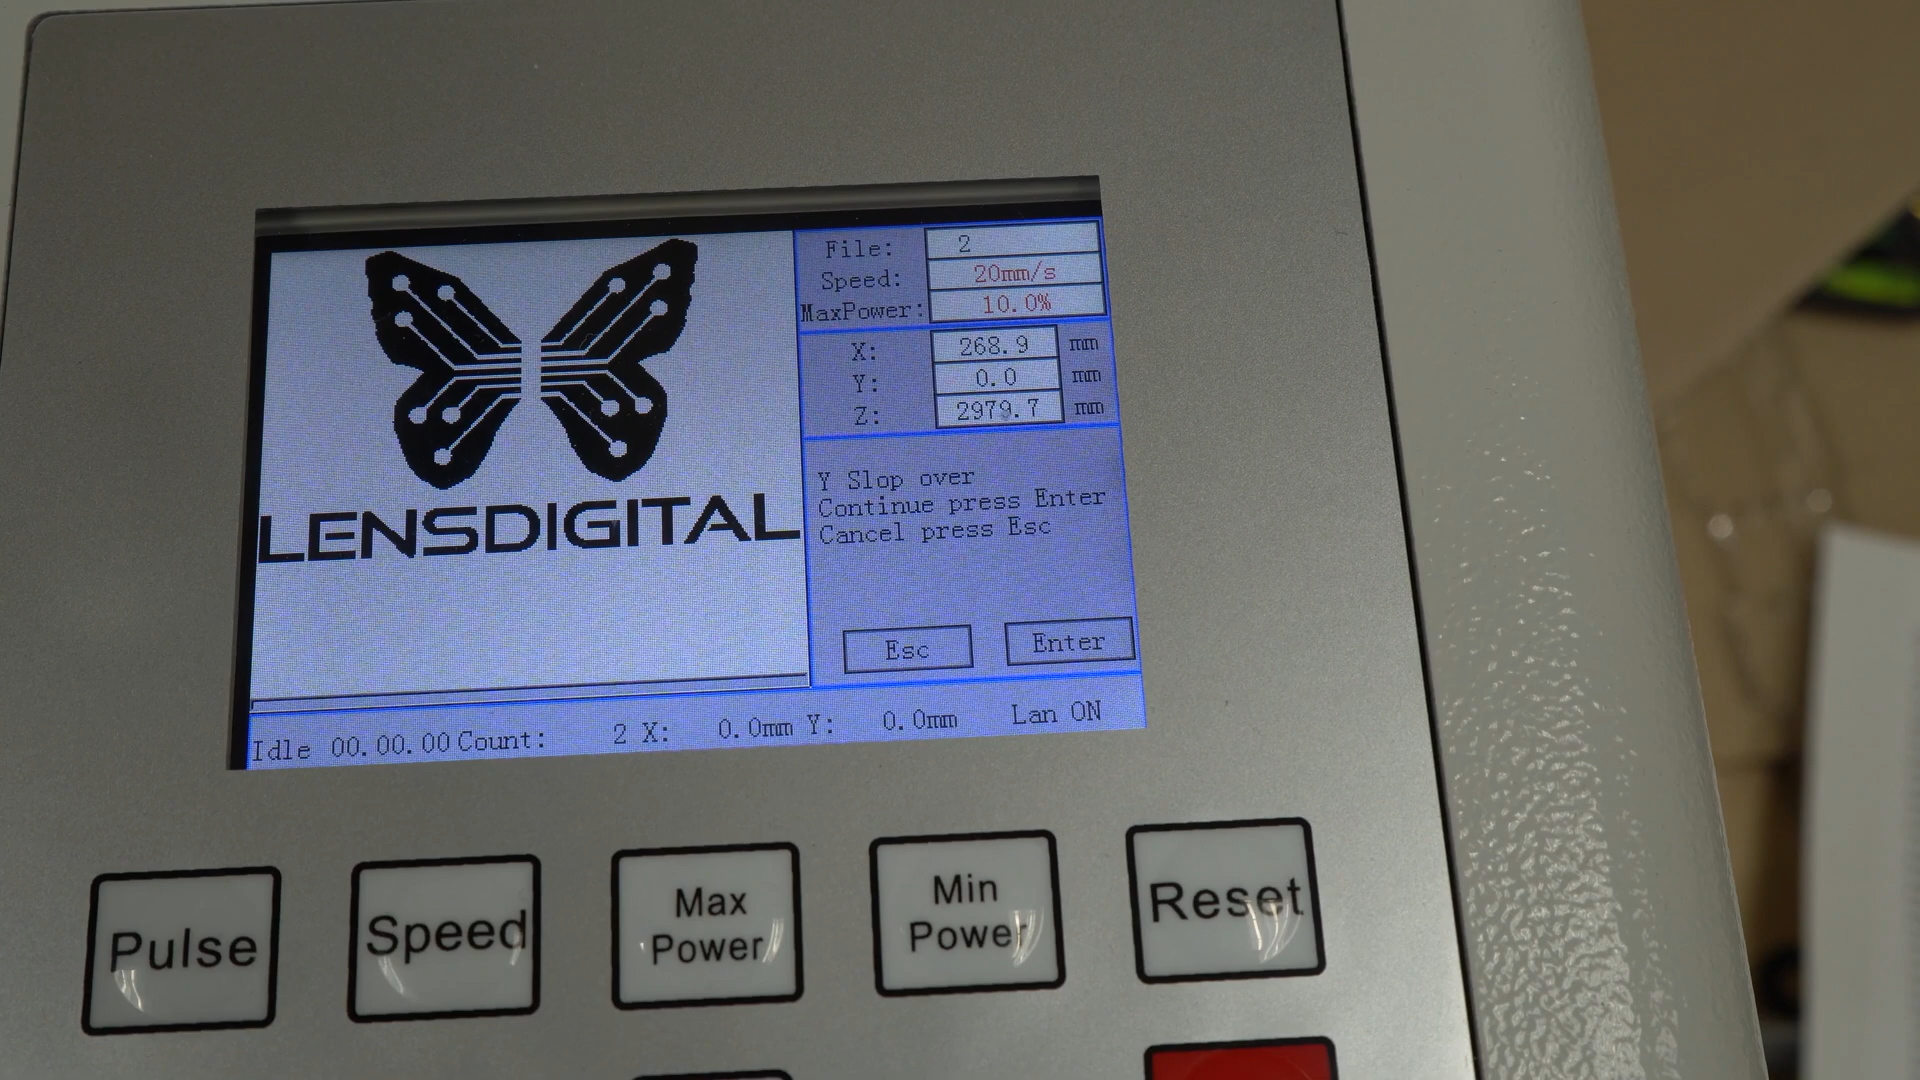 LENSDIGITAL
File: 2
Speed: 20mm/s
MaxPower: 10.0%
X: 268.9 mm
Y: 0.0 mm
Z: 2979.7 mm
Y Slop over
Continue press Enter
Cancel press Esc
Esc Enter
Idle 00.00.00 Count: 2 X: 0.0mm Y: 0.0mm Lan ON
Pulse
Speed
Max
Power
Min
Power
Reset